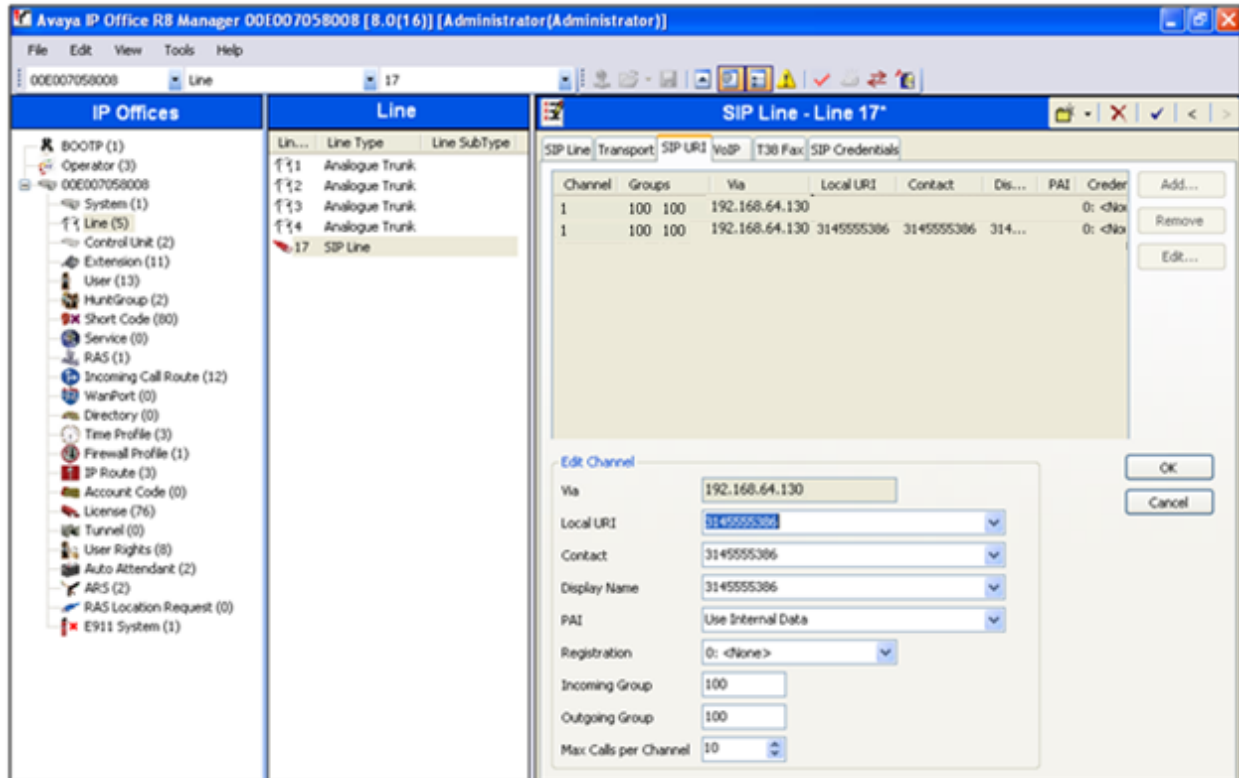 Avaya IP Office R8 Manager 00E007058008 [8.0(16)] [Administrator(Administrator)]
File Edit View Tools Help
00E007058008 Line 17
IP Offices
BOOTP (1)
Operator (3)
00E007058008
System (1)
Line (5)
Control Unit (2)
Extension (11)
User (13)
HuntGroup (2)
Short Code (80)
Service (0)
RAS (1)
Incoming Call Route (12)
WanPort (0)
Directory (0)
Time Profile (3)
Firewall Profile (1)
IP Route (3)
Account Code (0)
License (76)
Tunnel (0)
User Rights (8)
Auto Attendant (2)
ARS (2)
RAS Location Request (0)
E911 System (1)
Line
Lin... Line Type Line SubType
1 Analogue Trunk
2 Analogue Trunk
3 Analogue Trunk
4 Analogue Trunk
17 SIP Line
SIP Line - Line 17*
SIP Line Transport SIP URI VoIP T38 Fax SIP Credentials
Channel Groups Via Local URI Contact Dis... PAI Creder
1 100 100 192.168.64.130 0: <No
1 100 100 192.168.64.130 3145555386 3145555386 314... 0: <No
Add...
Remove
Edit...
Edit Channel
Via 192.168.64.130
Local URI 3145555386
Contact 3145555386
Display Name 3145555386
PAI Use Internal Data
Registration 0: <None>
Incoming Group 100
Outgoing Group 100
Max Calls per Channel 10
OK
Cancel